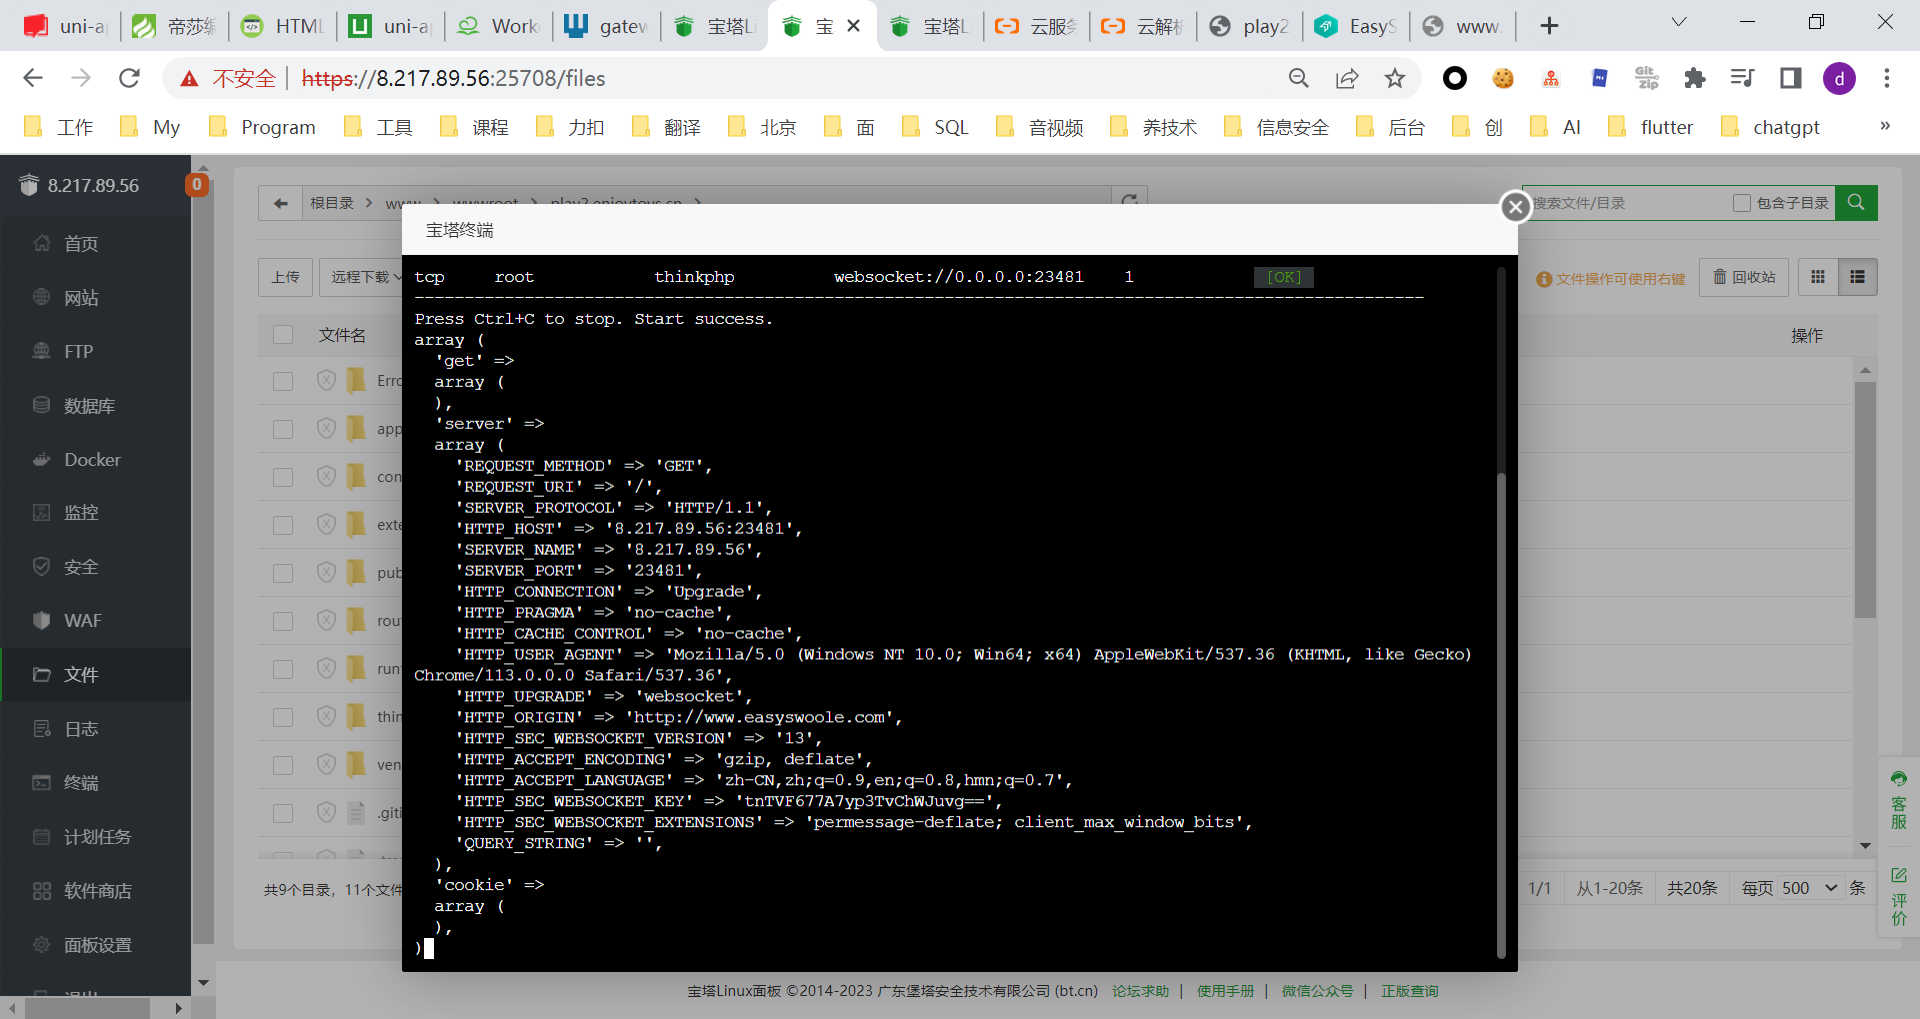 uni-a
帝莎编
HTML
uni-a
Work
gatew
宝塔Li
宝
宝塔L
云服务
云解析
play2
EasyS
www.
不安全
https://8.217.89.56:25708/files
Git
Zip
d
工作
My
Program
工具
课程
力扣
翻译
北京
面
SQL
音视频
养技术
信息安全
后台
创
AI
flutter
chatgpt
»
8.217.89.56
0
首页
网站
FTP
数据库
Docker
监控
安全
WAF
文件
日志
终端
计划任务
软件商店
面板设置
退出
根目录
www
wwwroot
play2.enjoytoys.cn
搜索文件/目录
包含子目录
上传
远程下载
文件操作可使用右键
回收站
文件名
操作
Erro
app
con
exte
pub
rou
run
thin
ven
.giti
共9个目录，11个文件
1/1
从1-20条
共20条
每页
500
条
客服
评价
宝塔终端
tcp root thinkphp websocket://0.0.0.0:23481 1 [OK]
Press Ctrl+C to stop. Start success.
array (
'get' =>
array (
),
'server' =>
array (
'REQUEST_METHOD' => 'GET',
'REQUEST_URI' => '/',
'SERVER_PROTOCOL' => 'HTTP/1.1',
'HTTP_HOST' => '8.217.89.56:23481',
'SERVER_NAME' => '8.217.89.56',
'SERVER_PORT' => '23481',
'HTTP_CONNECTION' => 'Upgrade',
'HTTP_PRAGMA' => 'no-cache',
'HTTP_CACHE_CONTROL' => 'no-cache',
'HTTP_USER_AGENT' => 'Mozilla/5.0 (Windows NT 10.0; Win64; x64) AppleWebKit/537.36 (KHTML, like Gecko)
Chrome/113.0.0.0 Safari/537.36',
'HTTP_UPGRADE' => 'websocket',
'HTTP_ORIGIN' => 'http://www.easyswoole.com',
'HTTP_SEC_WEBSOCKET_VERSION' => '13',
'HTTP_ACCEPT_ENCODING' => 'gzip, deflate',
'HTTP_ACCEPT_LANGUAGE' => 'zh-CN,zh;q=0.9,en;q=0.8,hmn;q=0.7',
'HTTP_SEC_WEBSOCKET_KEY' => 'tnTVF677A7yp3TvChWJuvg==',
'HTTP_SEC_WEBSOCKET_EXTENSIONS' => 'permessage-deflate; client_max_window_bits',
'QUERY_STRING' => '',
),
'cookie' =>
array (
),
)
宝塔Linux面板 ©2014-2023 广东堡塔安全技术有限公司 (bt.cn) 论坛求助 | 使用手册 | 微信公众号 | 正版查询